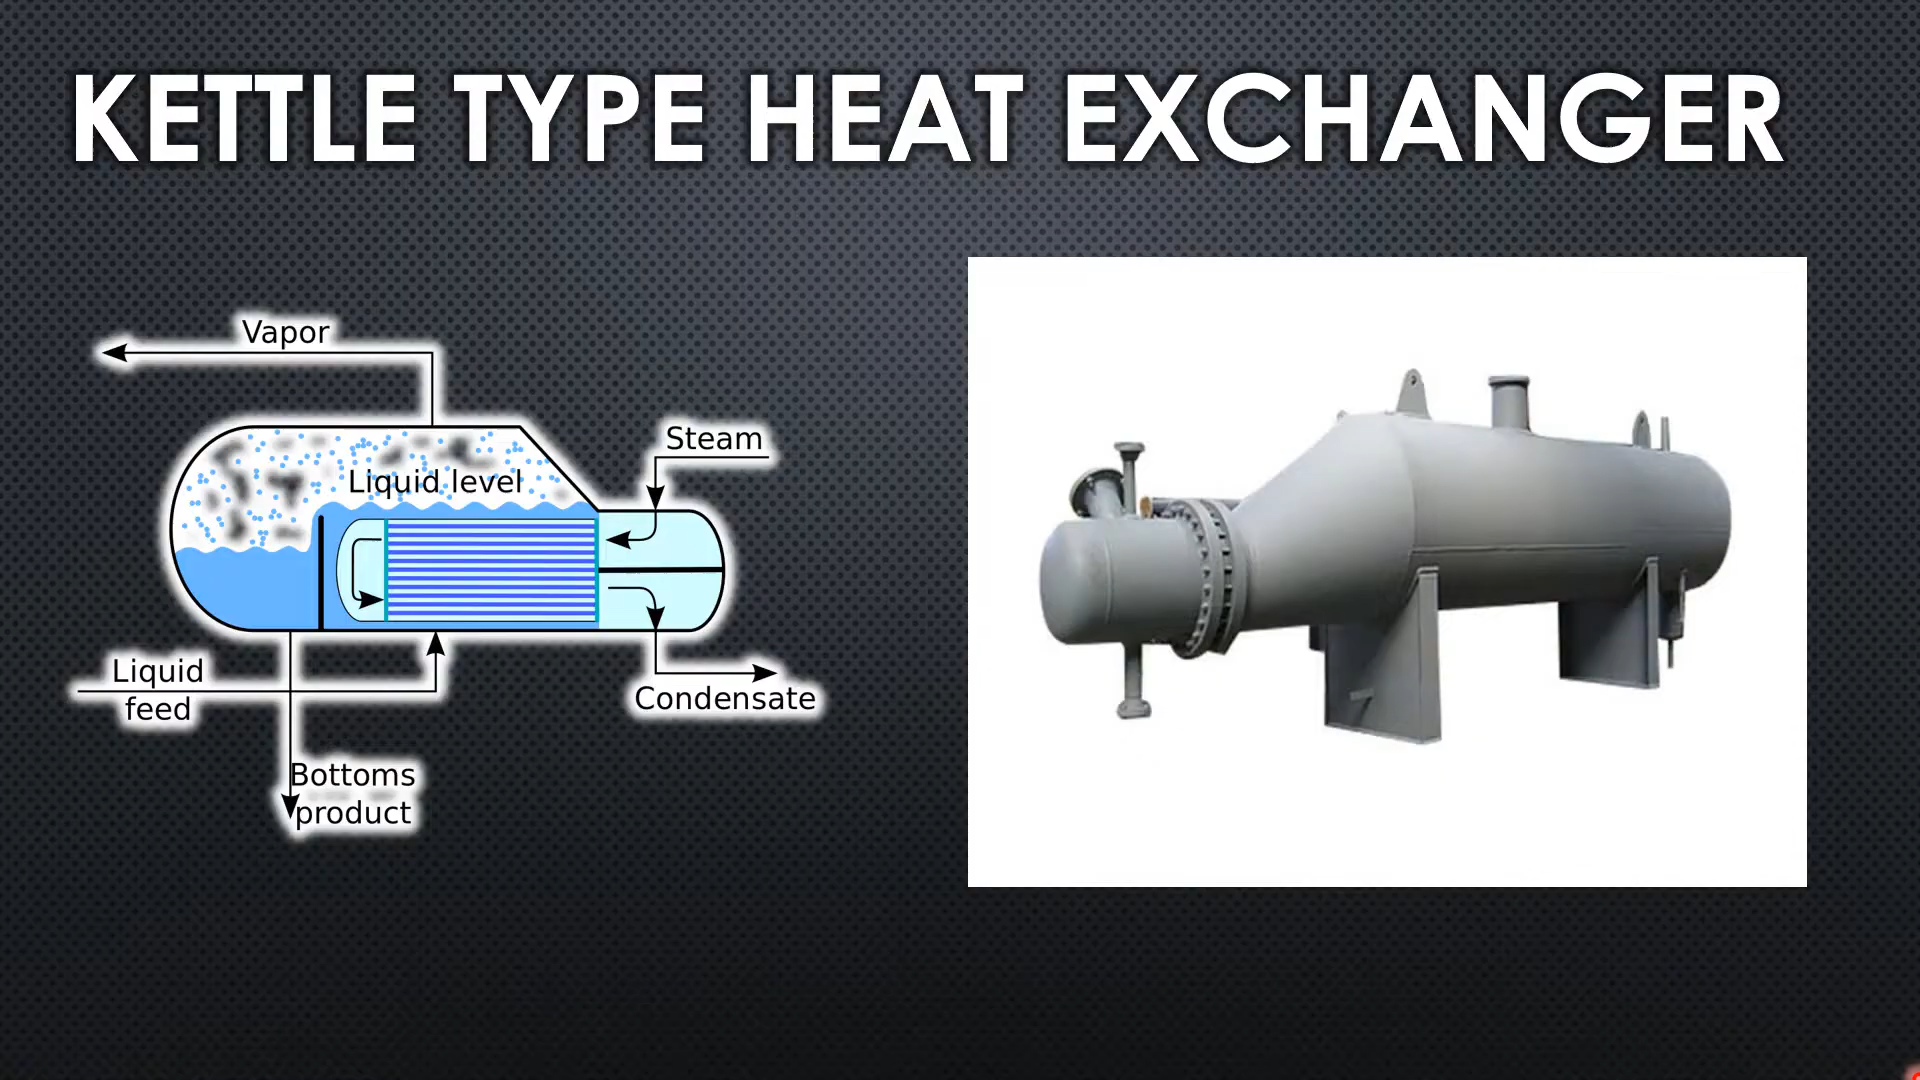 KETTLE TYPE HEAT EXCHANGER
Vapor
Steam
Liquid level
Liquid
feed
Condensate
Bottoms
product